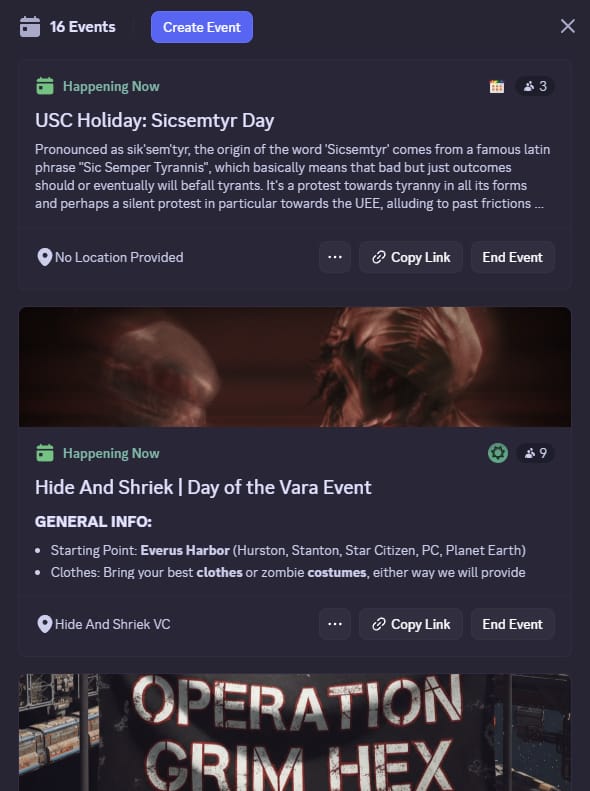 16 Events
Create Event
Happening Now
3
USC Holiday: Sicsemtyr Day
Pronounced as sik'sem'tyr, the origin of the word 'Sicsemtyr' comes from a famous latin
phrase "Sic Semper Tyrannis", which basically means that bad but just outcomes
should or eventually will befall tyrants. It's a protest towards tyranny in all its forms
and perhaps a silent protest in particular towards the UEE, alluding to past frictions ...
No Location Provided
Copy Link
End Event
Happening Now
9
Hide And Shriek | Day of the Vara Event
GENERAL INFO:
• Starting Point: Everus Harbor (Hurston, Stanton, Star Citizen, PC, Planet Earth)
• Clothes: Bring your best clothes or zombie costumes, either way we will provide
Hide And Shriek VC
Copy Link
End Event
OPERATION
GRIM HEX